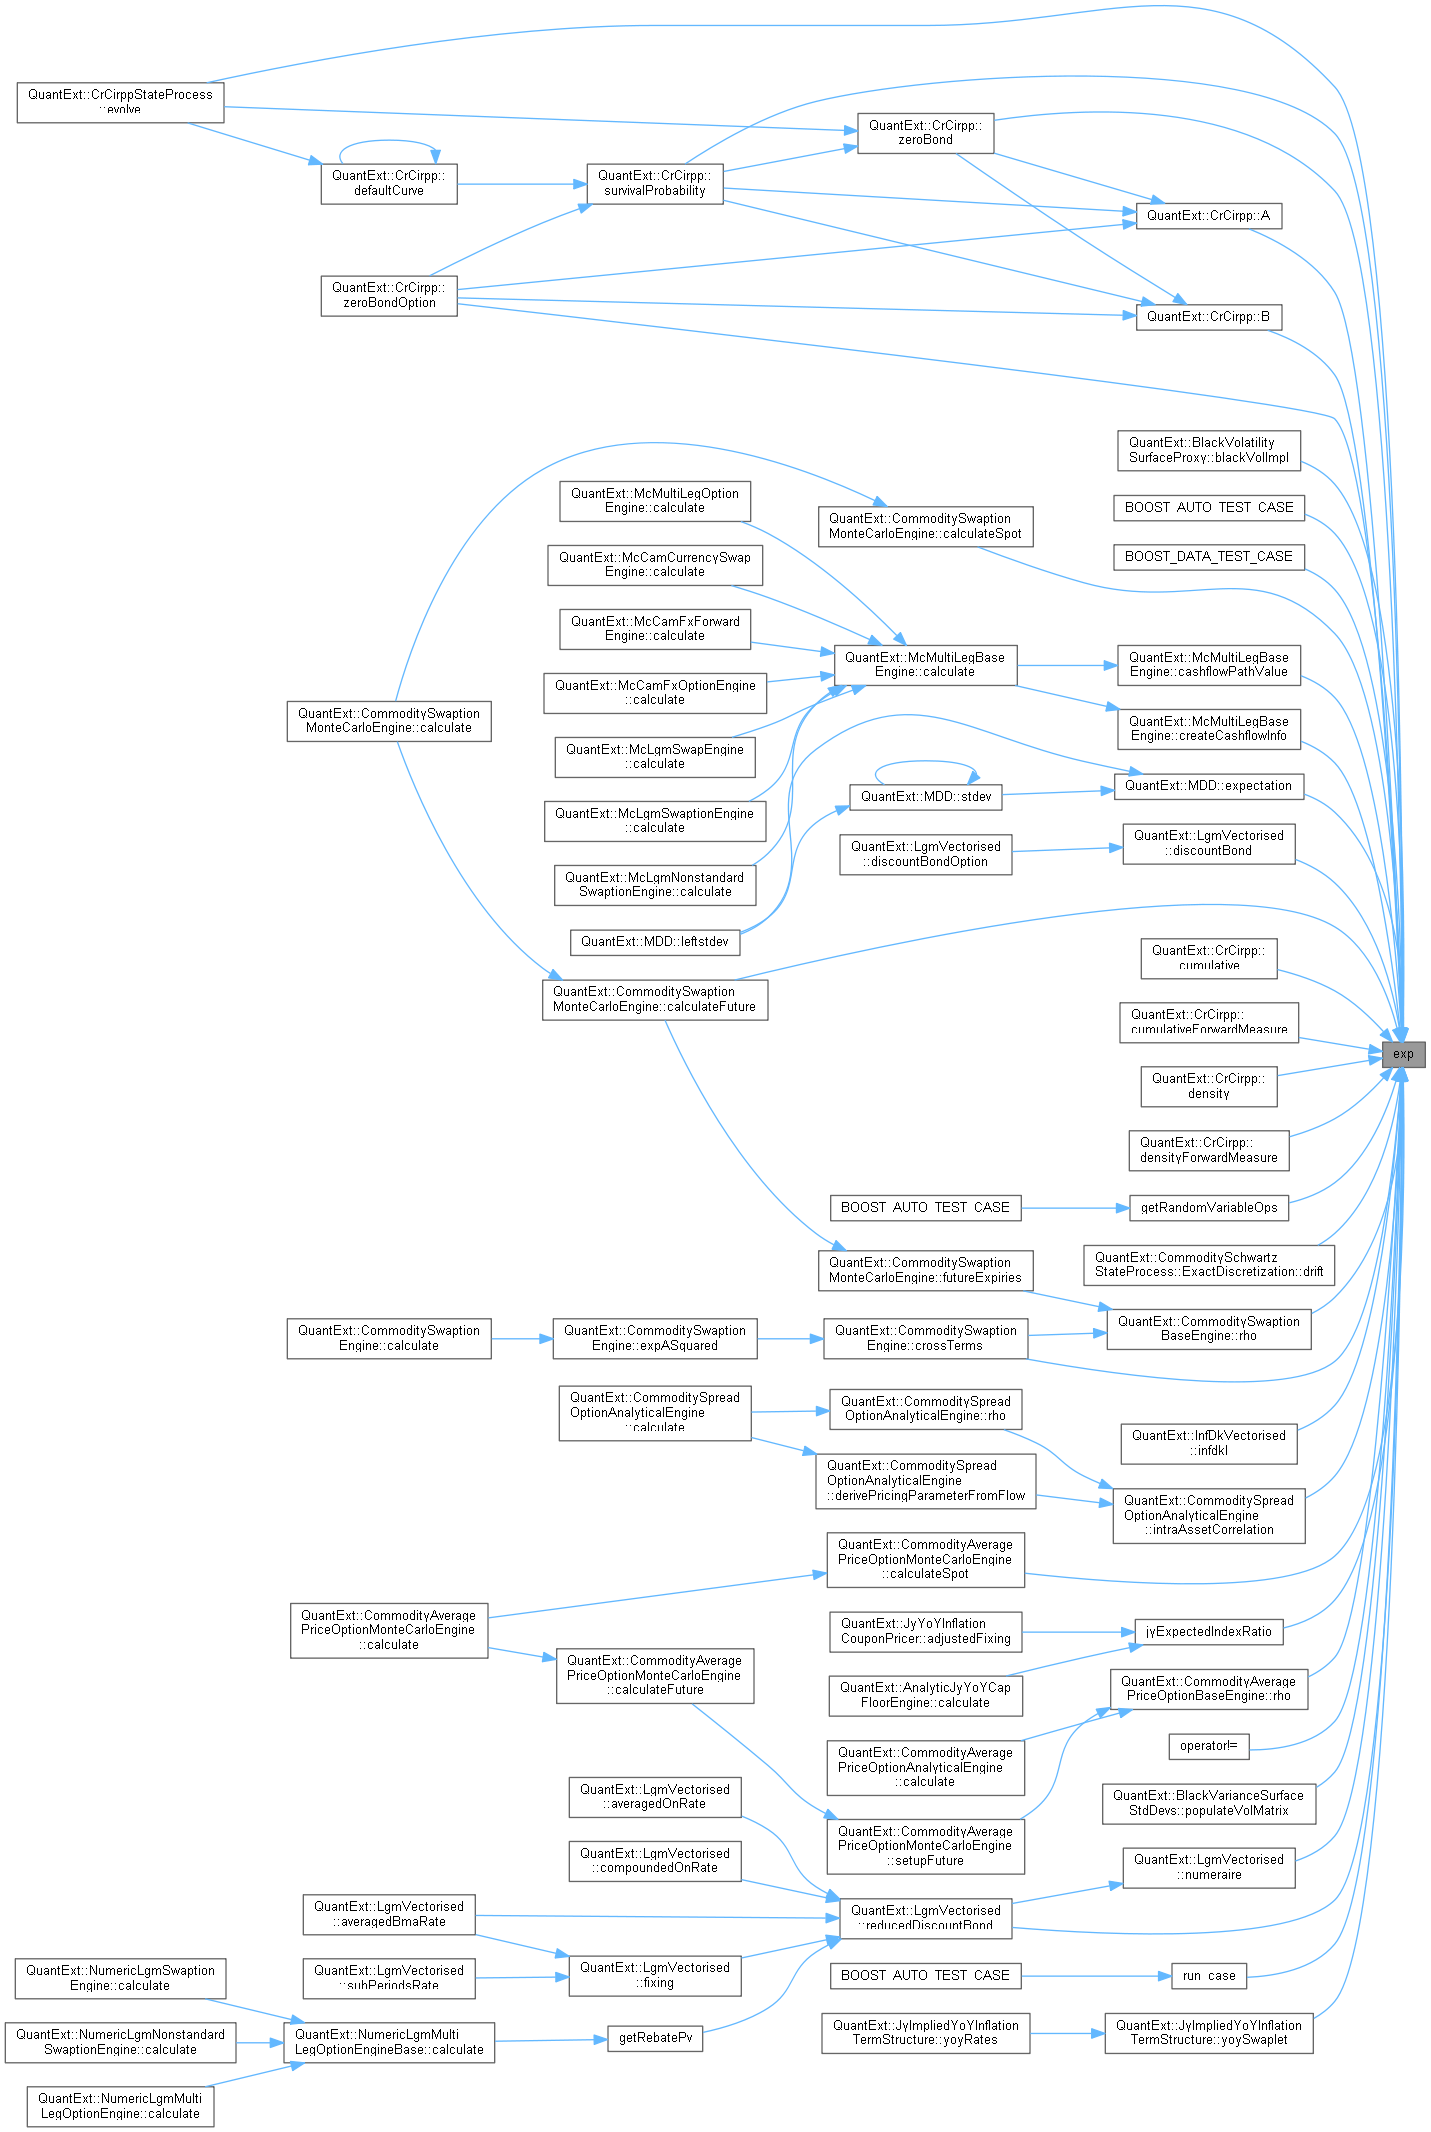 QuantExt::CrCirppStateProcess
::evolve
QuantExt::CrCirpp::
zeroBond
QuantExt::CrCirpp::
defaultCurve
QuantExt::CrCirpp::
survivalProbability
QuantExt::CrCirpp::A
QuantExt::CrCirpp::
zeroBondOption
QuantExt::CrCirpp::B
QuantExt::BlackVolatility
SurfaceProxy::blackVolImpl
QuantExt::McMultiLegOption
Engine::calculate
BOOST_AUTO_TEST_CASE
QuantExt::CommoditySwaption
MonteCarloEngine::calculateSpot
BOOST_DATA_TEST_CASE
QuantExt::McCamCurrencySwap
Engine::calculate
QuantExt::McCamFxForward
Engine::calculate
QuantExt::McMultiLegBase
Engine::calculate
QuantExt::McMultiLegBase
Engine::cashflowPathValue
QuantExt::McCamFxOptionEngine
::calculate
QuantExt::CommoditySwaption
MonteCarloEngine::calculate
QuantExt::McMultiLegBase
Engine::createCashflowInfo
QuantExt::McLgmSwapEngine
::calculate
QuantExt::MDD::expectation
QuantExt::MDD::stdev
QuantExt::McLgmSwaptionEngine
::calculate
QuantExt::LgmVectorised
::discountBond
QuantExt::LgmVectorised
::discountBondOption
QuantExt::McLgmNonstandard
SwaptionEngine::calculate
QuantExt::MDD::leftstdev
QuantExt::CrCirpp::
cumulative
QuantExt::CommoditySwaption
MonteCarloEngine::calculateFuture
QuantExt::CrCirpp::
cumulativeForwardMeasure
exp
QuantExt::CrCirpp::
density
QuantExt::CrCirpp::
densityForwardMeasure
BOOST_AUTO_TEST_CASE
getRandomVariableOps
QuantExt::CommoditySchwartz
StateProcess::ExactDiscretization::drift
QuantExt::CommoditySwaption
MonteCarloEngine::futureExpiries
QuantExt::CommoditySwaption
BaseEngine::rho
QuantExt::CommoditySwaption
Engine::calculate
QuantExt::CommoditySwaption
Engine::expASquared
QuantExt::CommoditySwaption
Engine::crossTerms
QuantExt::CommoditySpread
OptionAnalyticalEngine
::calculate
QuantExt::CommoditySpread
OptionAnalyticalEngine::rho
QuantExt::InfDkVectorised
::infdkI
QuantExt::CommoditySpread
OptionAnalyticalEngine
::derivePricingParameterFromFlow
QuantExt::CommoditySpread
OptionAnalyticalEngine
::intraAssetCorrelation
QuantExt::CommodityAverage
PriceOptionMonteCarloEngine
::calculateSpot
QuantExt::CommodityAverage
PriceOptionMonteCarloEngine
::calculate
QuantExt::JyYoYInflation
CouponPricer::adjustedFixing
jyExpectedIndexRatio
QuantExt::CommodityAverage
PriceOptionMonteCarloEngine
::calculateFuture
QuantExt::AnalyticJyYoYCap
FloorEngine::calculate
QuantExt::CommodityAverage
PriceOptionBaseEngine::rho
operator!=
QuantExt::CommodityAverage
PriceOptionAnalyticalEngine
::calculate
QuantExt::LgmVectorised
::averagedOnRate
QuantExt::BlackVarianceSurface
StdDevs::populateVolMatrix
QuantExt::CommodityAverage
PriceOptionMonteCarloEngine
::setupFuture
QuantExt::LgmVectorised
::compoundedOnRate
QuantExt::LgmVectorised
::numeraire
QuantExt::LgmVectorised
::averagedBmaRate
QuantExt::LgmVectorised
::reducedDiscountBond
QuantExt::NumericLgmSwaption
Engine::calculate
QuantExt::LgmVectorised
::subPeriodsRate
QuantExt::LgmVectorised
::fixing
BOOST_AUTO_TEST_CASE
run_case
QuantExt::NumericLgmNonstandard
SwaptionEngine::calculate
QuantExt::NumericLgmMulti
LegOptionEngineBase::calculate
getRebatePv
QuantExt::JyImpliedYoYInflation
TermStructure::yoyRates
QuantExt::JyImpliedYoYInflation
TermStructure::yoySwaplet
QuantExt::NumericLgmMulti
LegOptionEngine::calculate